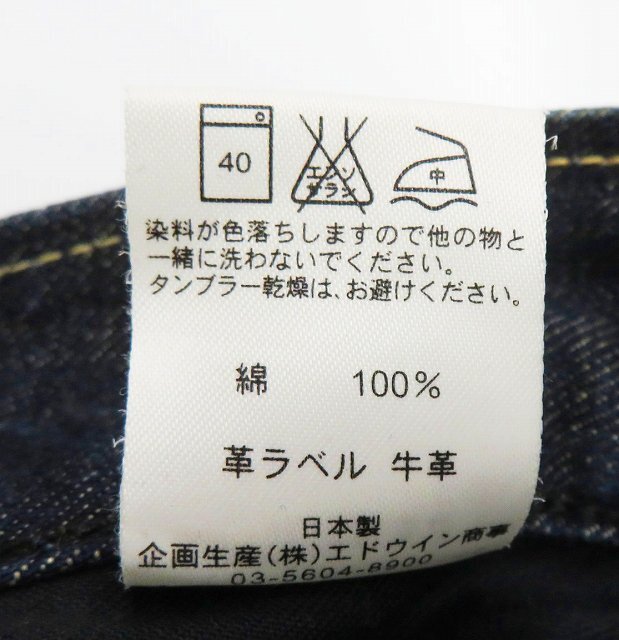 40
エンソ
サラシ
中
染料が色落ちしますので他の物と
一緒に洗わないでください。
タンブラー乾燥は、お避けください。
綿 100%
革ラベル 牛革
日本製
企画生産(株)エドウイン商事
03-5604-8900